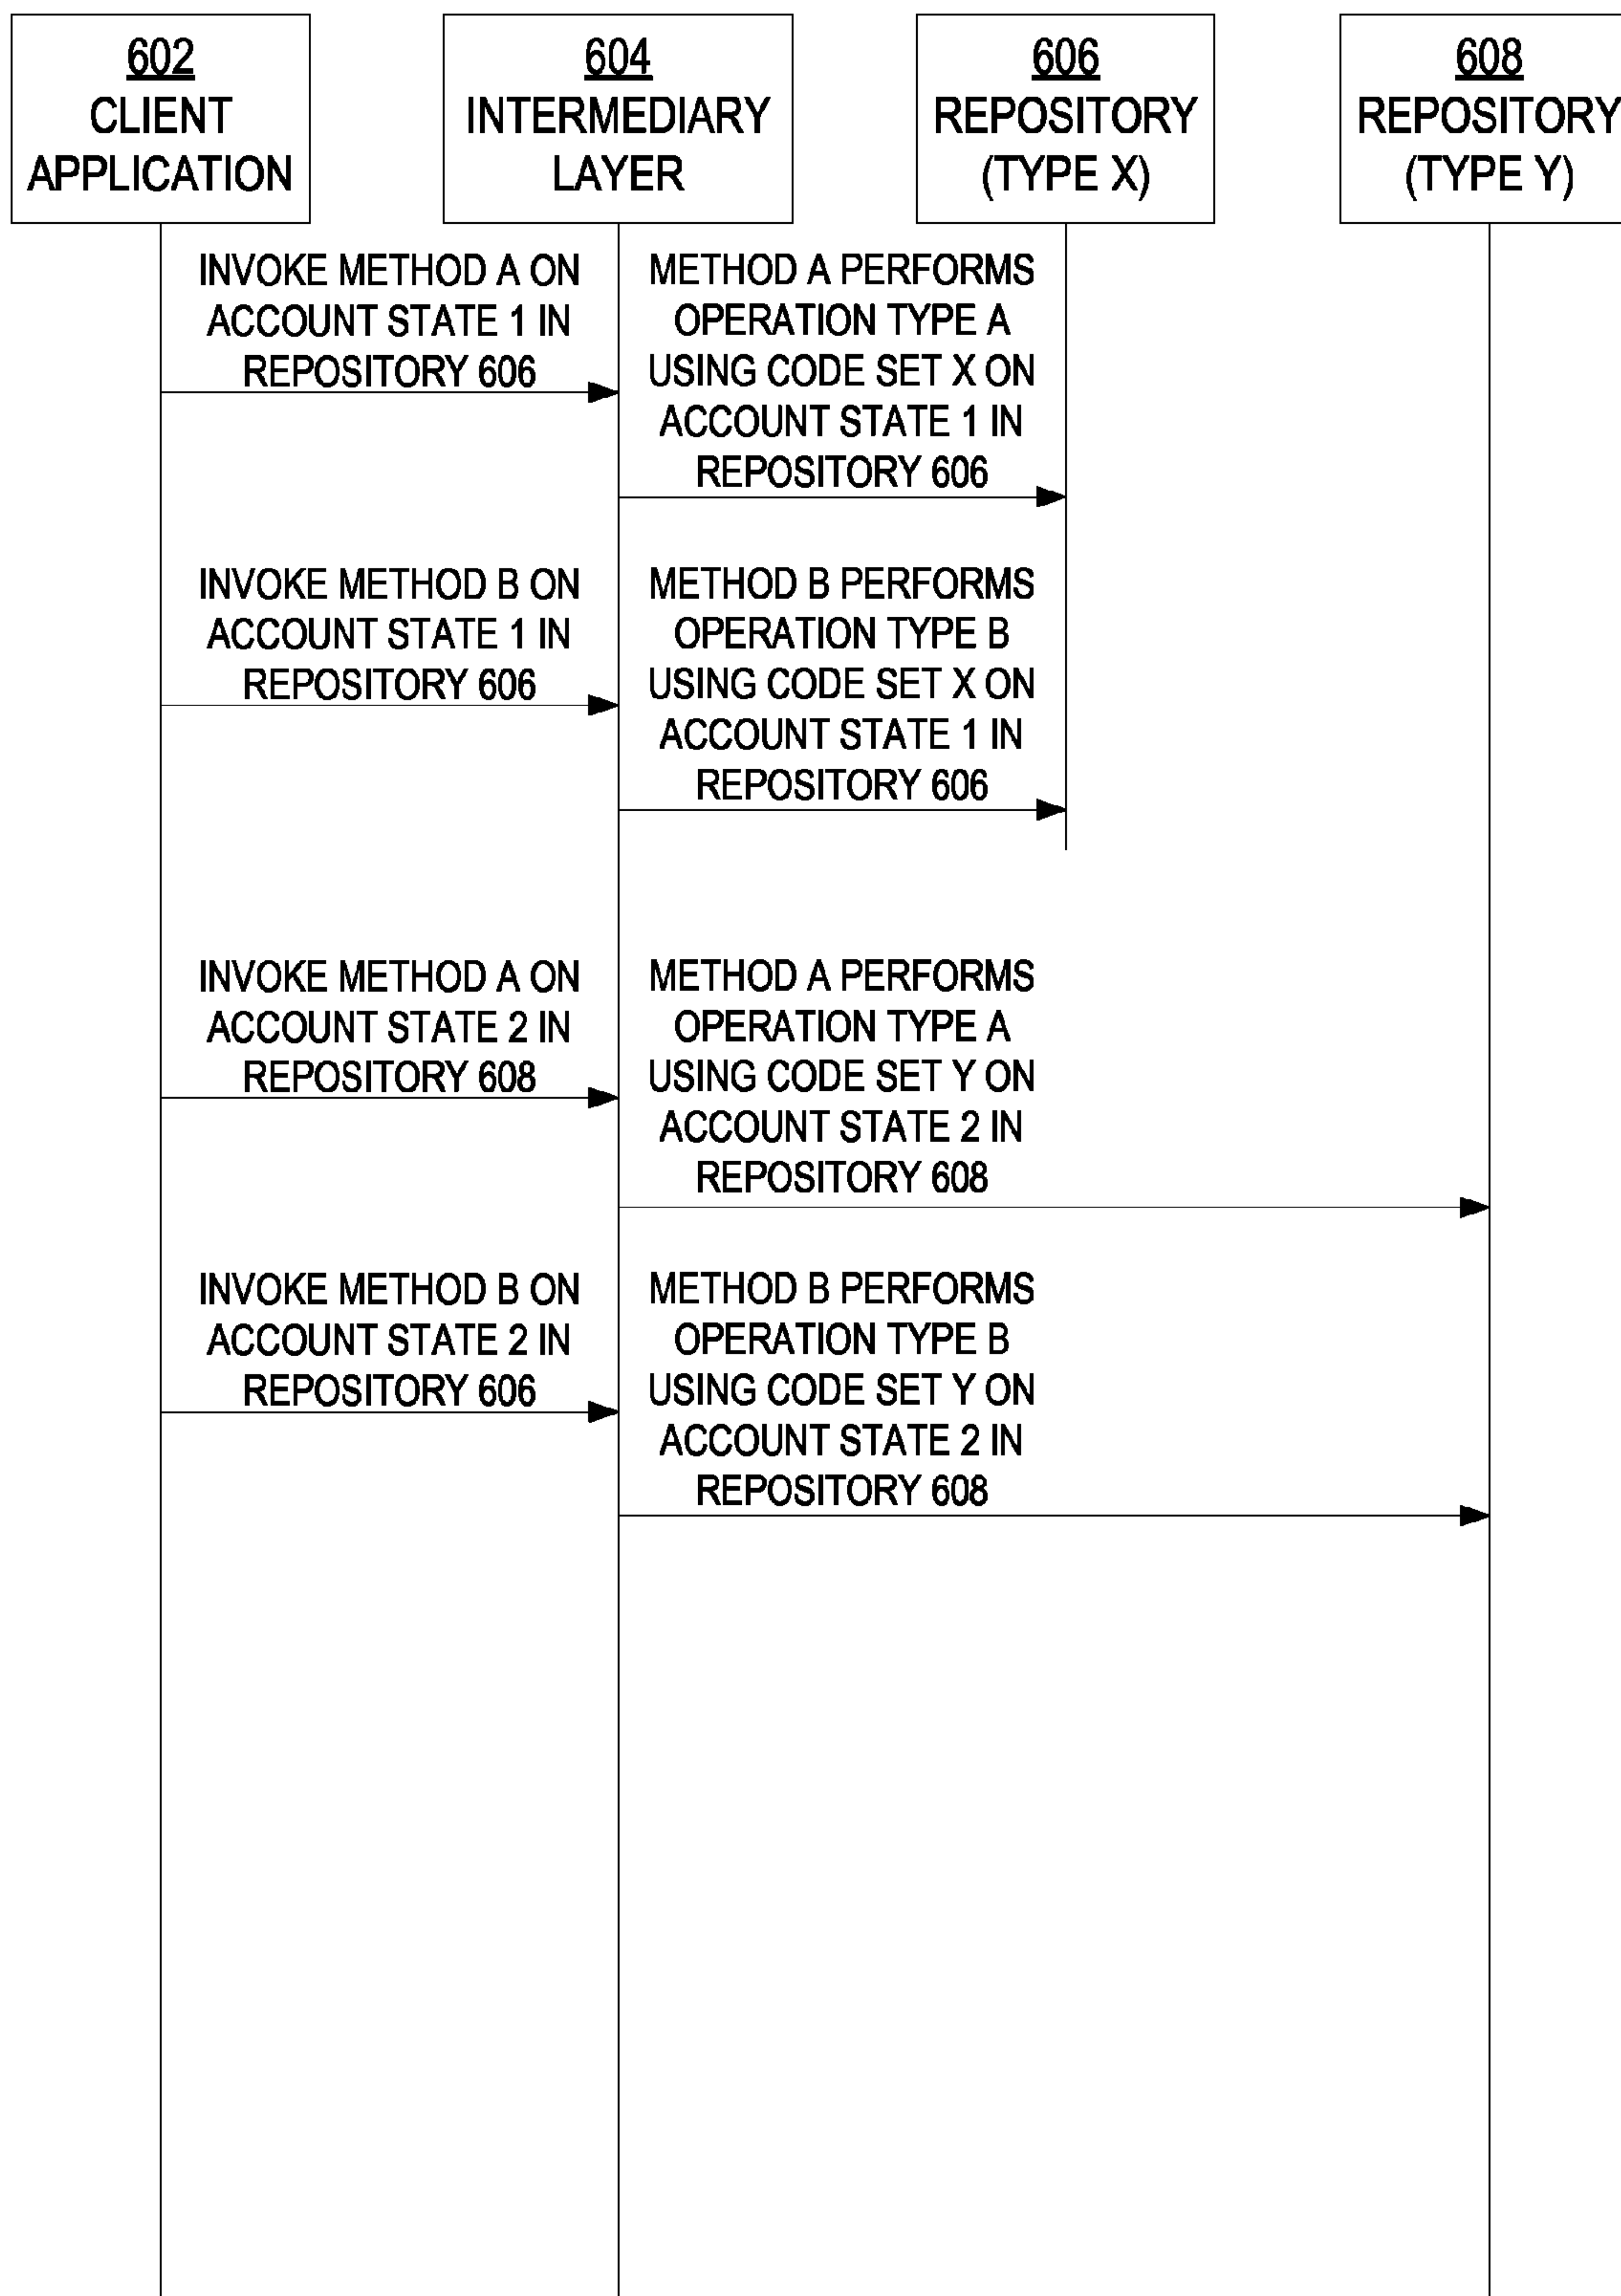 602
CLIENT
APPLICATION
604
INTERMEDIARY
LAYER
606
REPOSITORY
(TYPE X)
608
REPOSITORY
(TYPE Y)
INVOKE METHOD A ON
ACCOUNT STATE 1 IN
REPOSITORY 606
METHOD A PERFORMS
OPERATION TYPE A
USING CODE SET X ON
ACCOUNT STATE 1 IN
REPOSITORY 606
INVOKE METHOD B ON
ACCOUNT STATE 1 IN
REPOSITORY 606
METHOD B PERFORMS
OPERATION TYPE B
USING CODE SET X ON
ACCOUNT STATE 1 IN
REPOSITORY 606
INVOKE METHOD A ON
ACCOUNT STATE 2 IN
REPOSITORY 608
METHOD A PERFORMS
OPERATION TYPE A
USING CODE SET Y ON
ACCOUNT STATE 2 IN
REPOSITORY 608
INVOKE METHOD B ON
ACCOUNT STATE 2 IN
REPOSITORY 606
METHOD B PERFORMS
OPERATION TYPE B
USING CODE SET Y ON
ACCOUNT STATE 2 IN
REPOSITORY 608